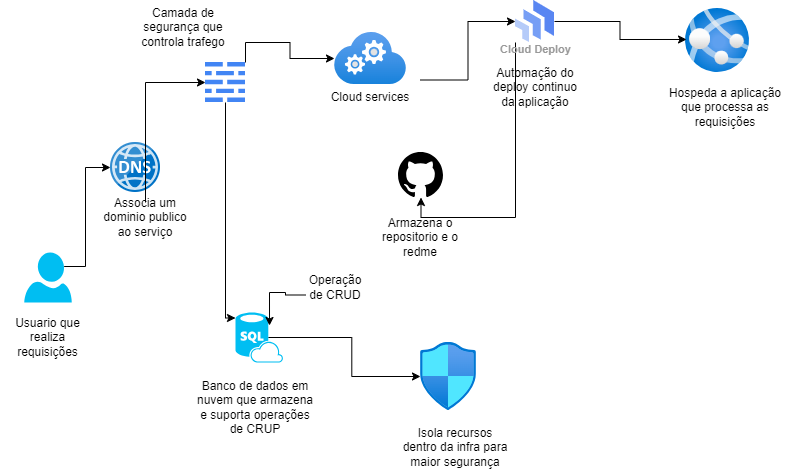 Camada de
segurança que
controla trafego
Cloud services
Cloud Deploy
Automação do
deploy continuo
da aplicação
Hospeda a aplicação
que processa as
requisições
DNS
Associa um
dominio publico
ao serviço
Armazena o
repositorio e o
redme
Usuario que
realiza
requisições
Operação
de CRUD
SQL
Banco de dados em
nuvem que armazena
e suporta operações
de CRUP
Isola recursos
dentro da infra para
maior segurança